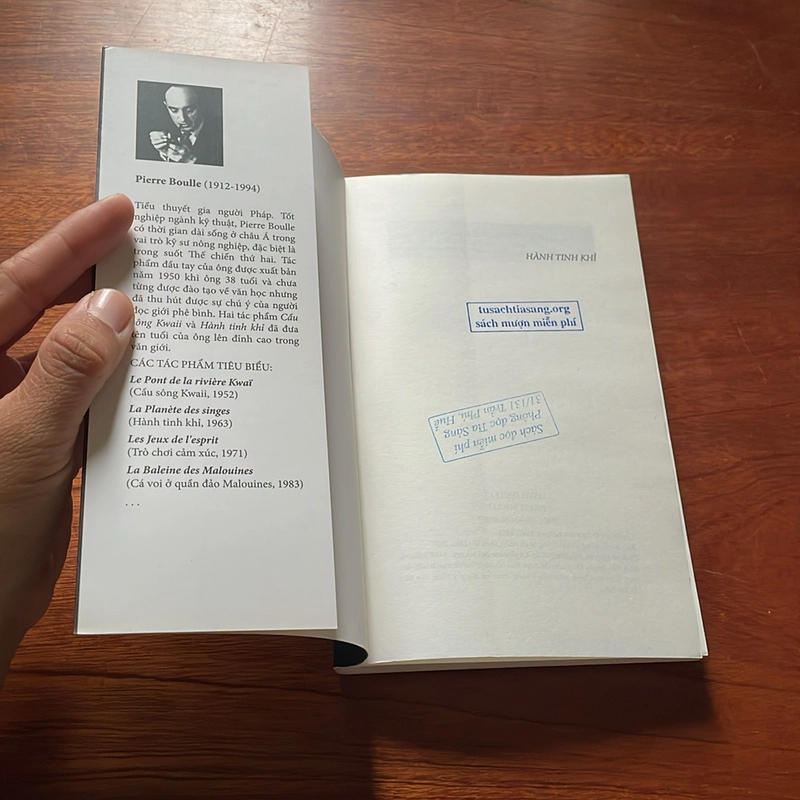 Pierre Boulle (1912-1994)
Tiểu thuyết gia người Pháp. Tốt
nghiệp ngành kỹ thuật, Pierre Boulle
có thời gian dài sống ở châu Á trong
vai trò kỹ sư nông nghiệp, đặc biệt là
trong suốt Thế chiến thứ hai. Tác
phẩm đầu tay của ông được xuất bản
năm 1950 khi ông 38 tuổi và chưa
từng được đào tạo về văn học nhưng
đã thu hút được sự chú ý của người
đọc giới phê bình. Hai tác phẩm Cầu
sông Kwaii và Hành tinh khỉ đã đưa
tên tuổi của ông lên đỉnh cao trong
văn giới.
CÁC TÁC PHẨM TIÊU BIỂU:
Le Pont de la rivière Kwaï
(Cầu sông Kwaii, 1952)
La Planète des singes
(Hành tinh khỉ, 1963)
Les Jeux de l'esprit
(Trò chơi cảm xúc, 1971)
La Baleine des Malouines
(Cá voi ở quần đảo Malouines, 1983)
. . .
HÀNH TINH KHỈ
tusachtiasang.org
sách mượn miễn phí
Sách đọc miễn phí
Phòng đọc Tia Sáng
31/131 Trần Phú, Huế